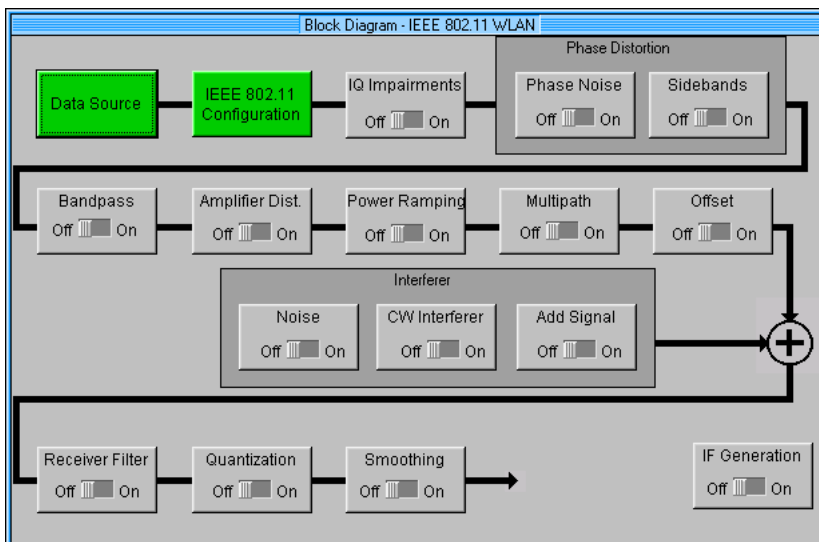 Block Diagram - IEEE 802.11 WLAN
Phase Distortion
Data Source
IEEE 802.11
Configuration
IQ Impairments
Off On
Phase Noise
Off On
Sidebands
Off On
Bandpass
Off On
Amplifier Dist.
Off On
Power Ramping
Off On
Multipath
Off On
Offset
Off On
Interferer
Noise
Off On
CW Interferer
Off On
Add Signal
Off On
Receiver Filter
Off On
Quantization
Off On
Smoothing
Off On
IF Generation
Off On